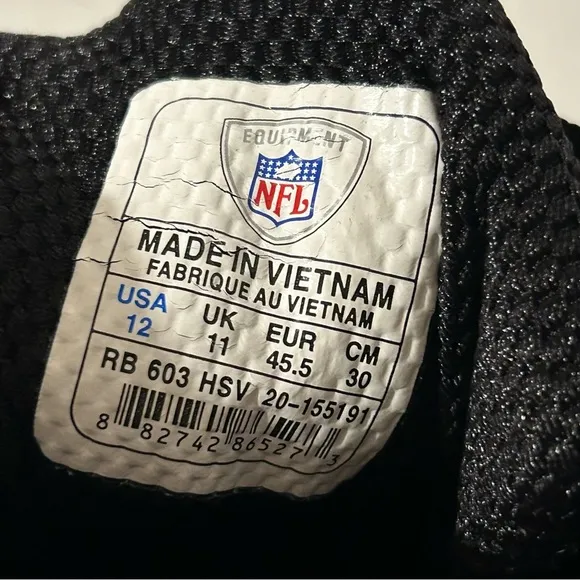 EQUIPMENT
NFL
MADE IN VIETNAM
FABRIQUE AU VIETNAM
USA UK EUR CM
12 11 45.5 30
RB 603 HSV 20-155191
8 82742 86527 3